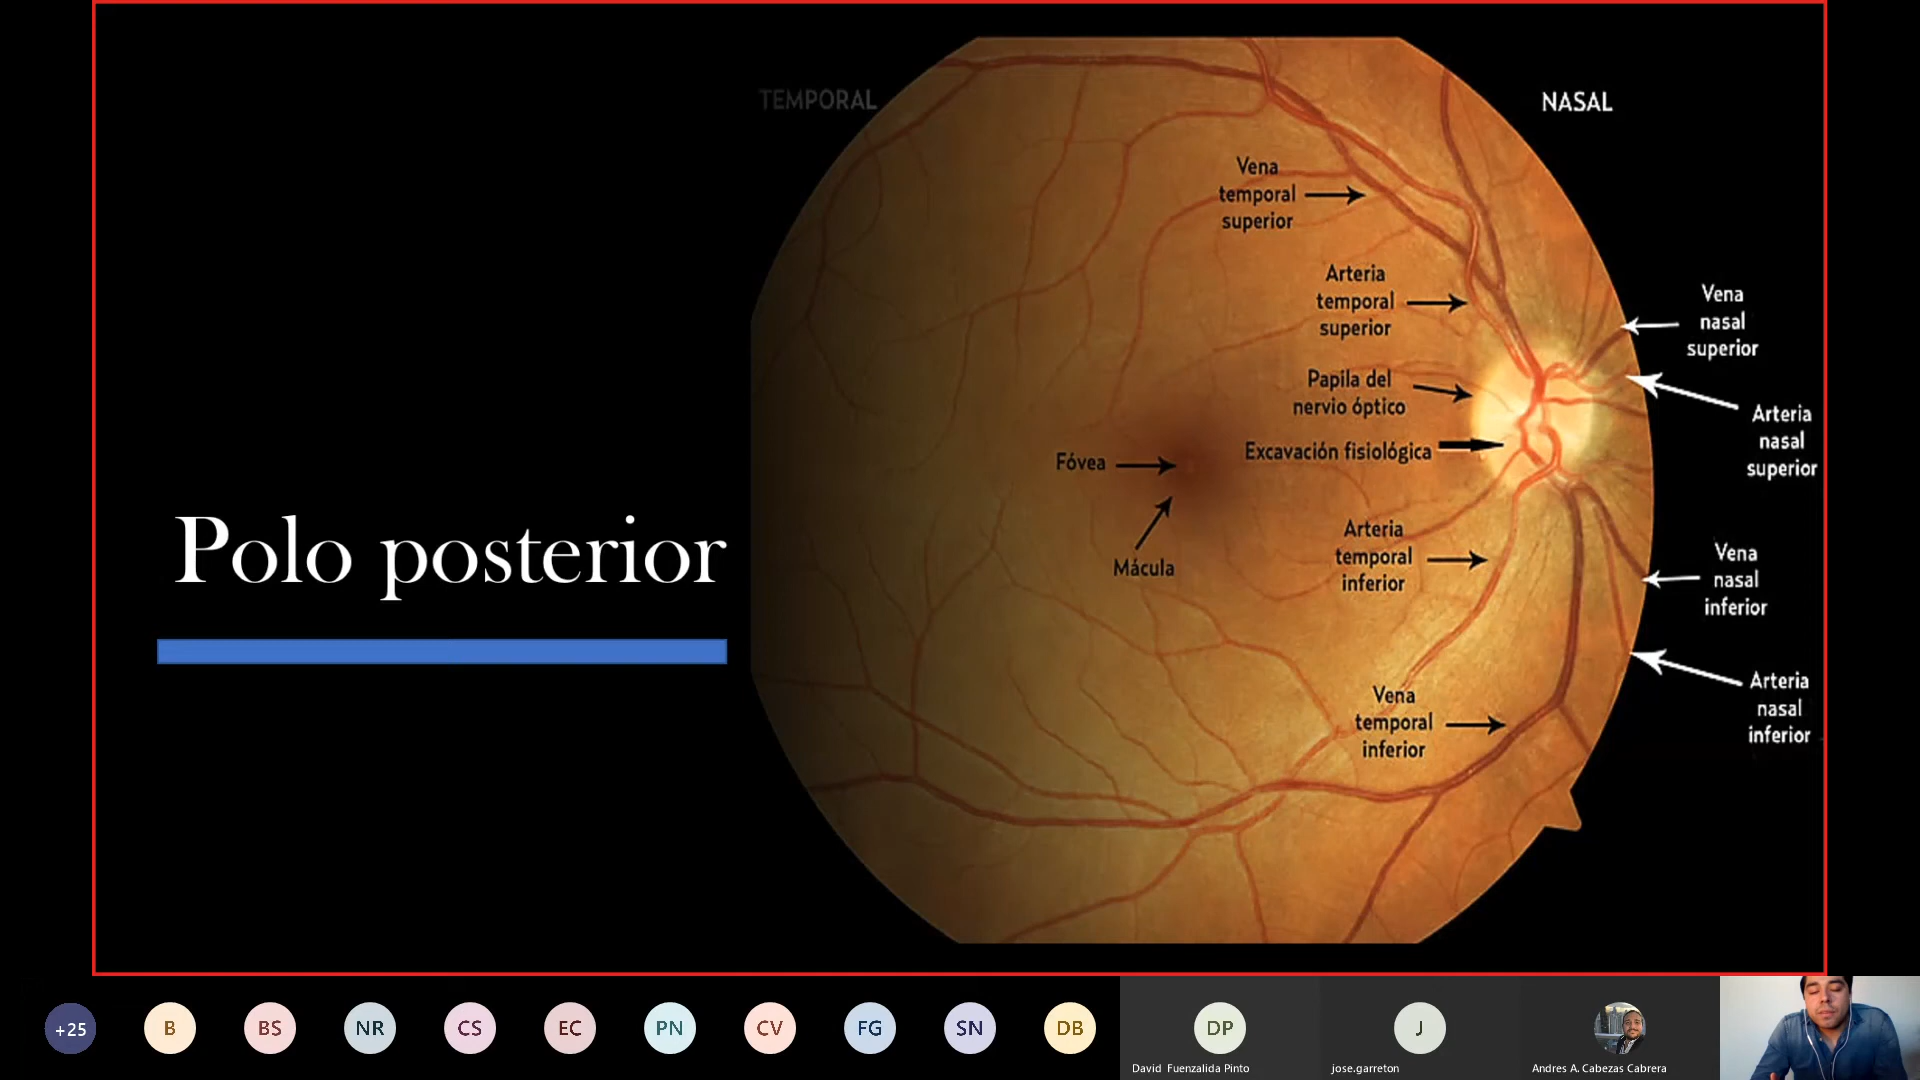 TEMPORAL
NASAL
Vena
temporal
superior
Arteria
temporal
superior
Vena
nasal
superior
Papila del
nervio óptico
Arteria
nasal
superior
Excavación fisiológica
Fóvea
Mácula
Arteria
temporal
inferior
Vena
nasal
inferior
Polo posterior
Vena
temporal
inferior
Arteria
nasal
inferior
+25
B
BS
NR
CS
EC
PN
CV
FG
SN
DB
DP
J
David Fuenzalida Pinto
jose.garreton
Andres A. Cabezas Cabrera